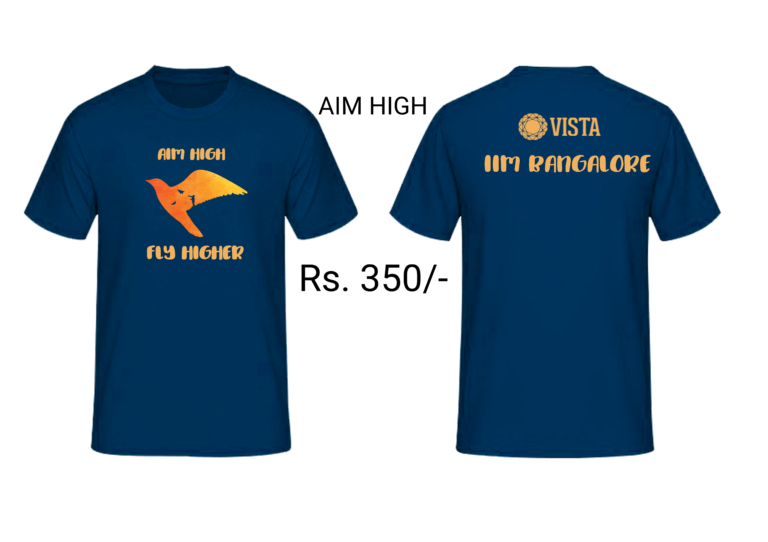 AIM HIGH
FLY HIGHER
AIM HIGH
Rs. 350/-
VISTA
IIM BANGALORE